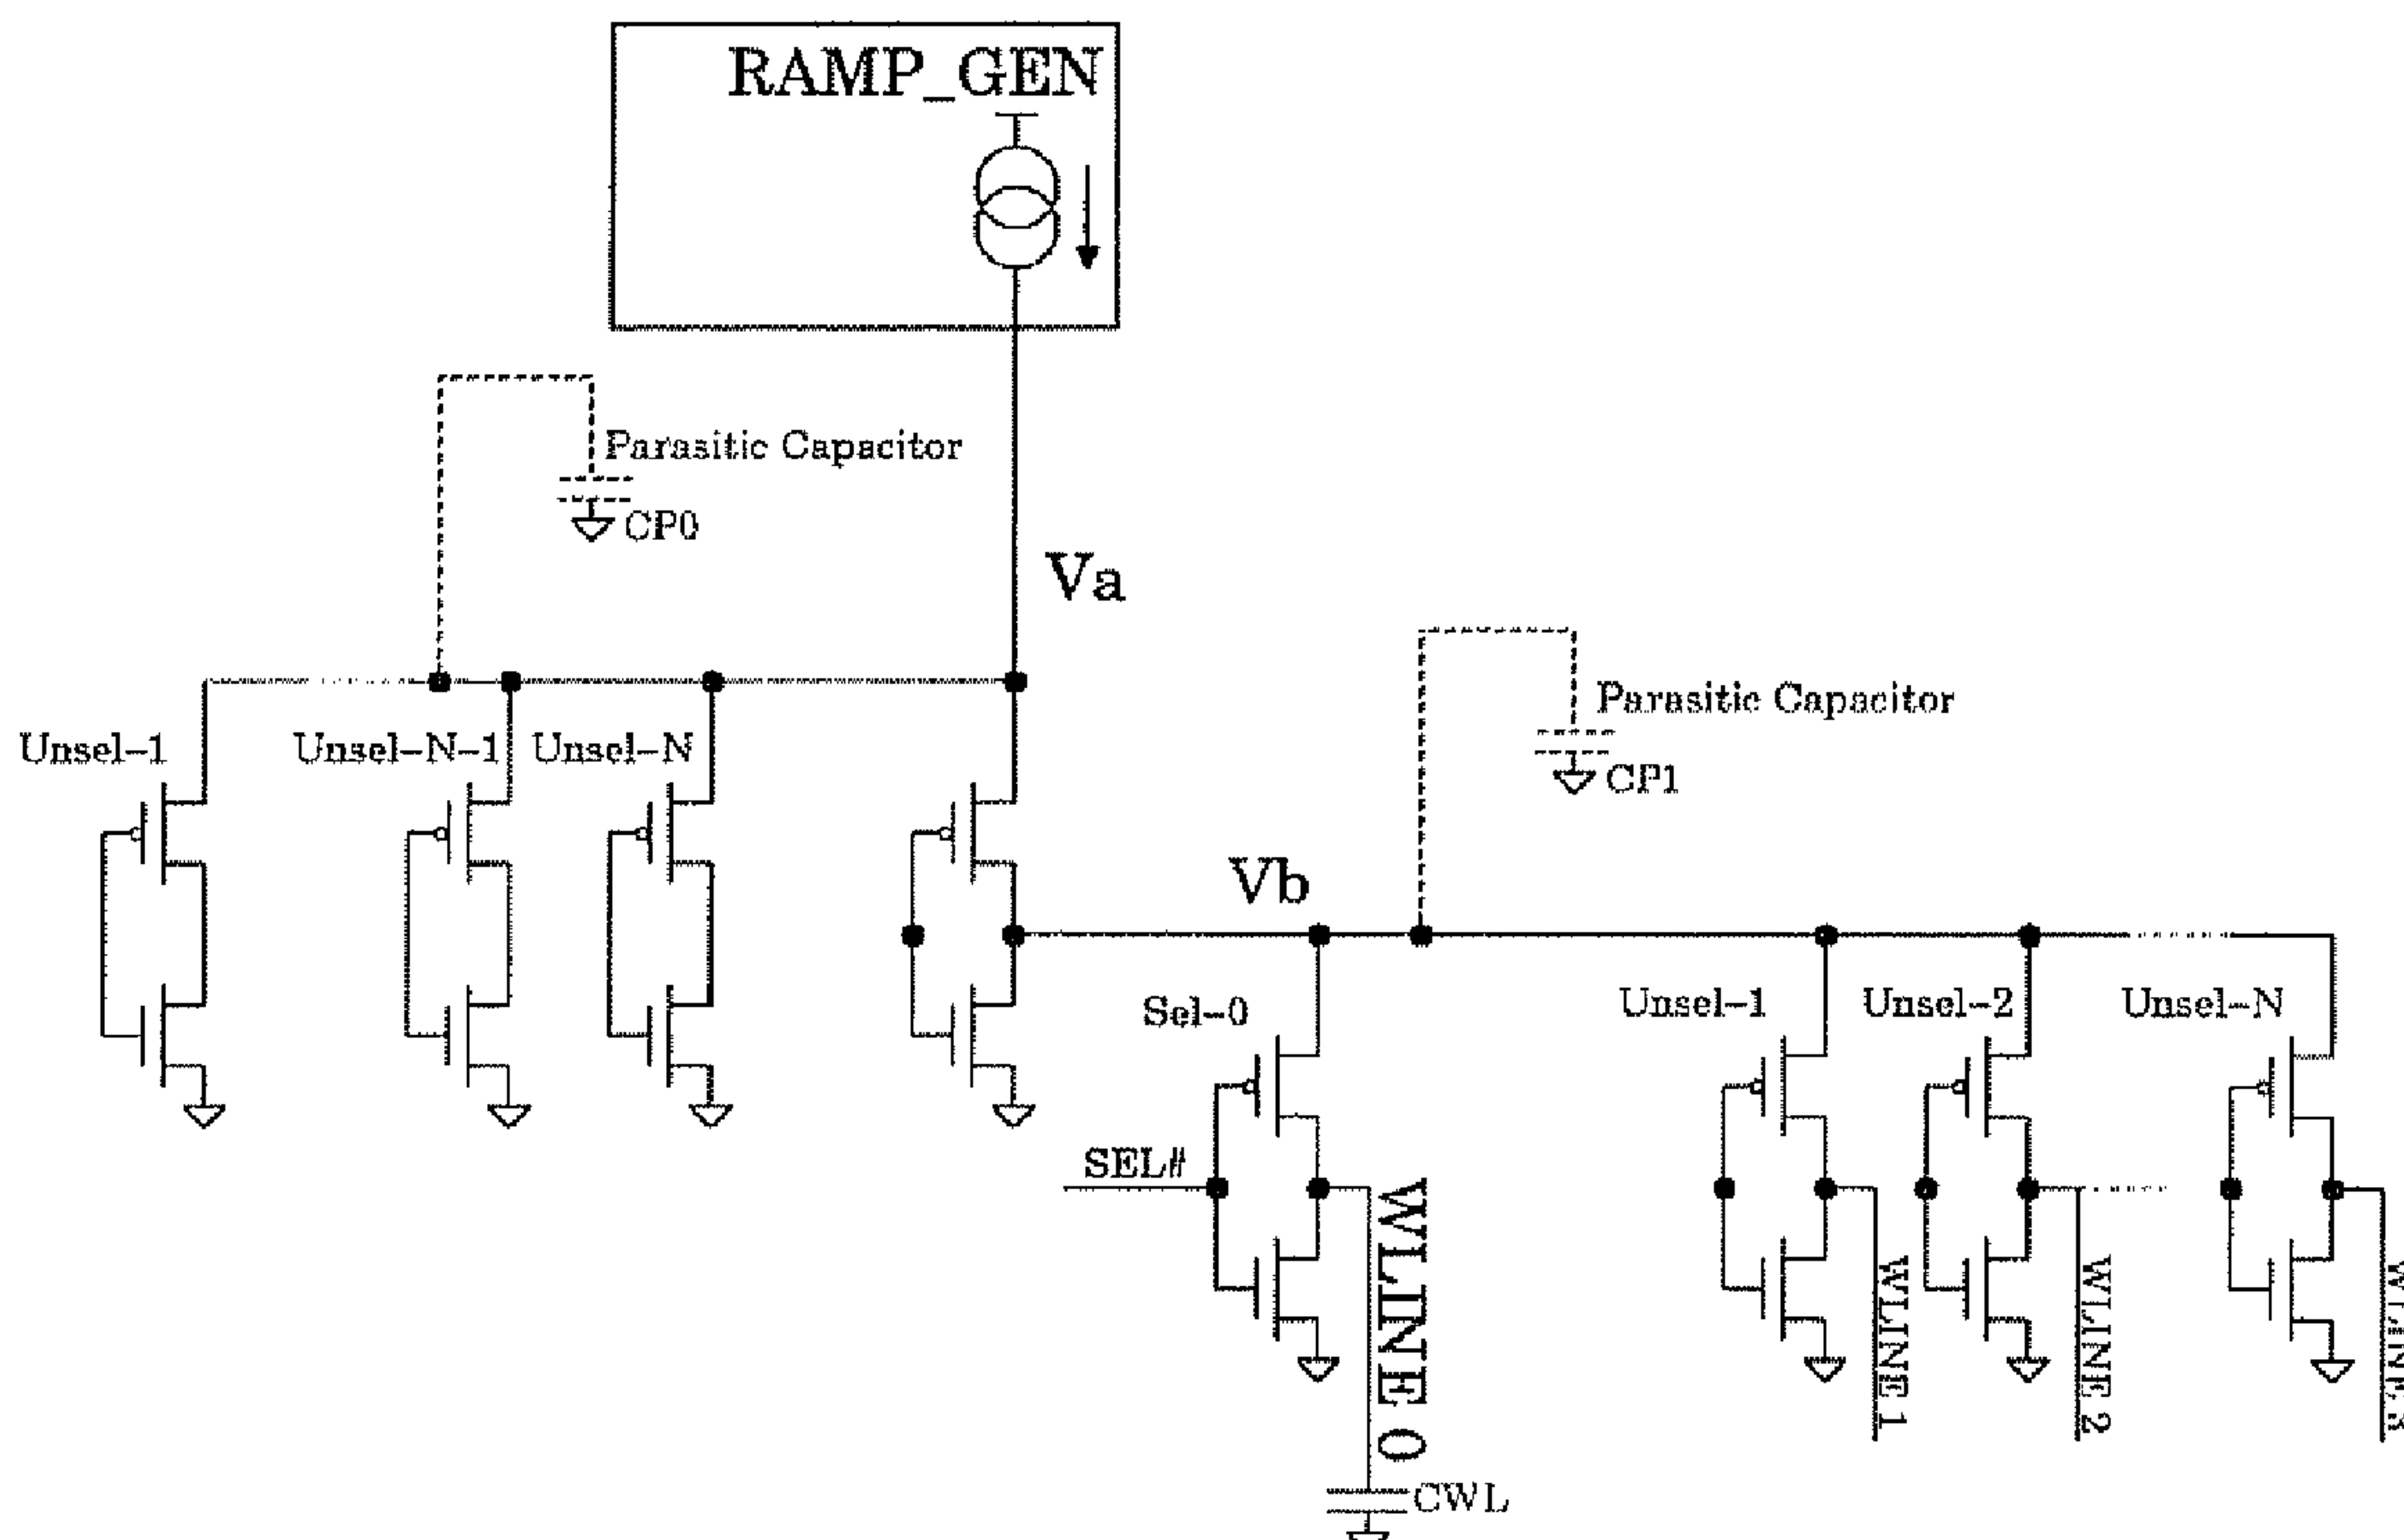 RAMP_GEN
Parasitic Capacitor
CP0
Va
Parasitic Capacitor
CP1
Unsel-1
Unsel-N-1
Unsel-N
Vb
Sel-0
Unsel-1
Unsel-2
Unsel-N
SEL#
WLINE 0
WLINE 1
WLINE 2
CWL